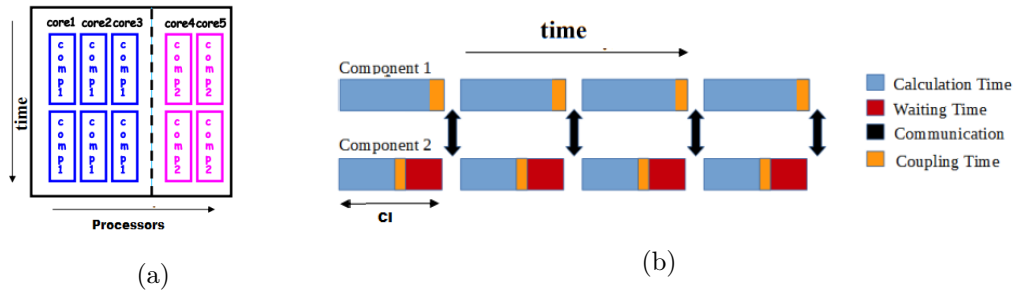 core1 core2 core3 core4 core5
comp1 comp1 comp1 comp2 comp2
comp1 comp1 comp1 comp2 comp2
time
Processors
(a)
time
Component 1
Component 2
CI
Calculation Time
Waiting Time
Communication
Coupling Time
(b)